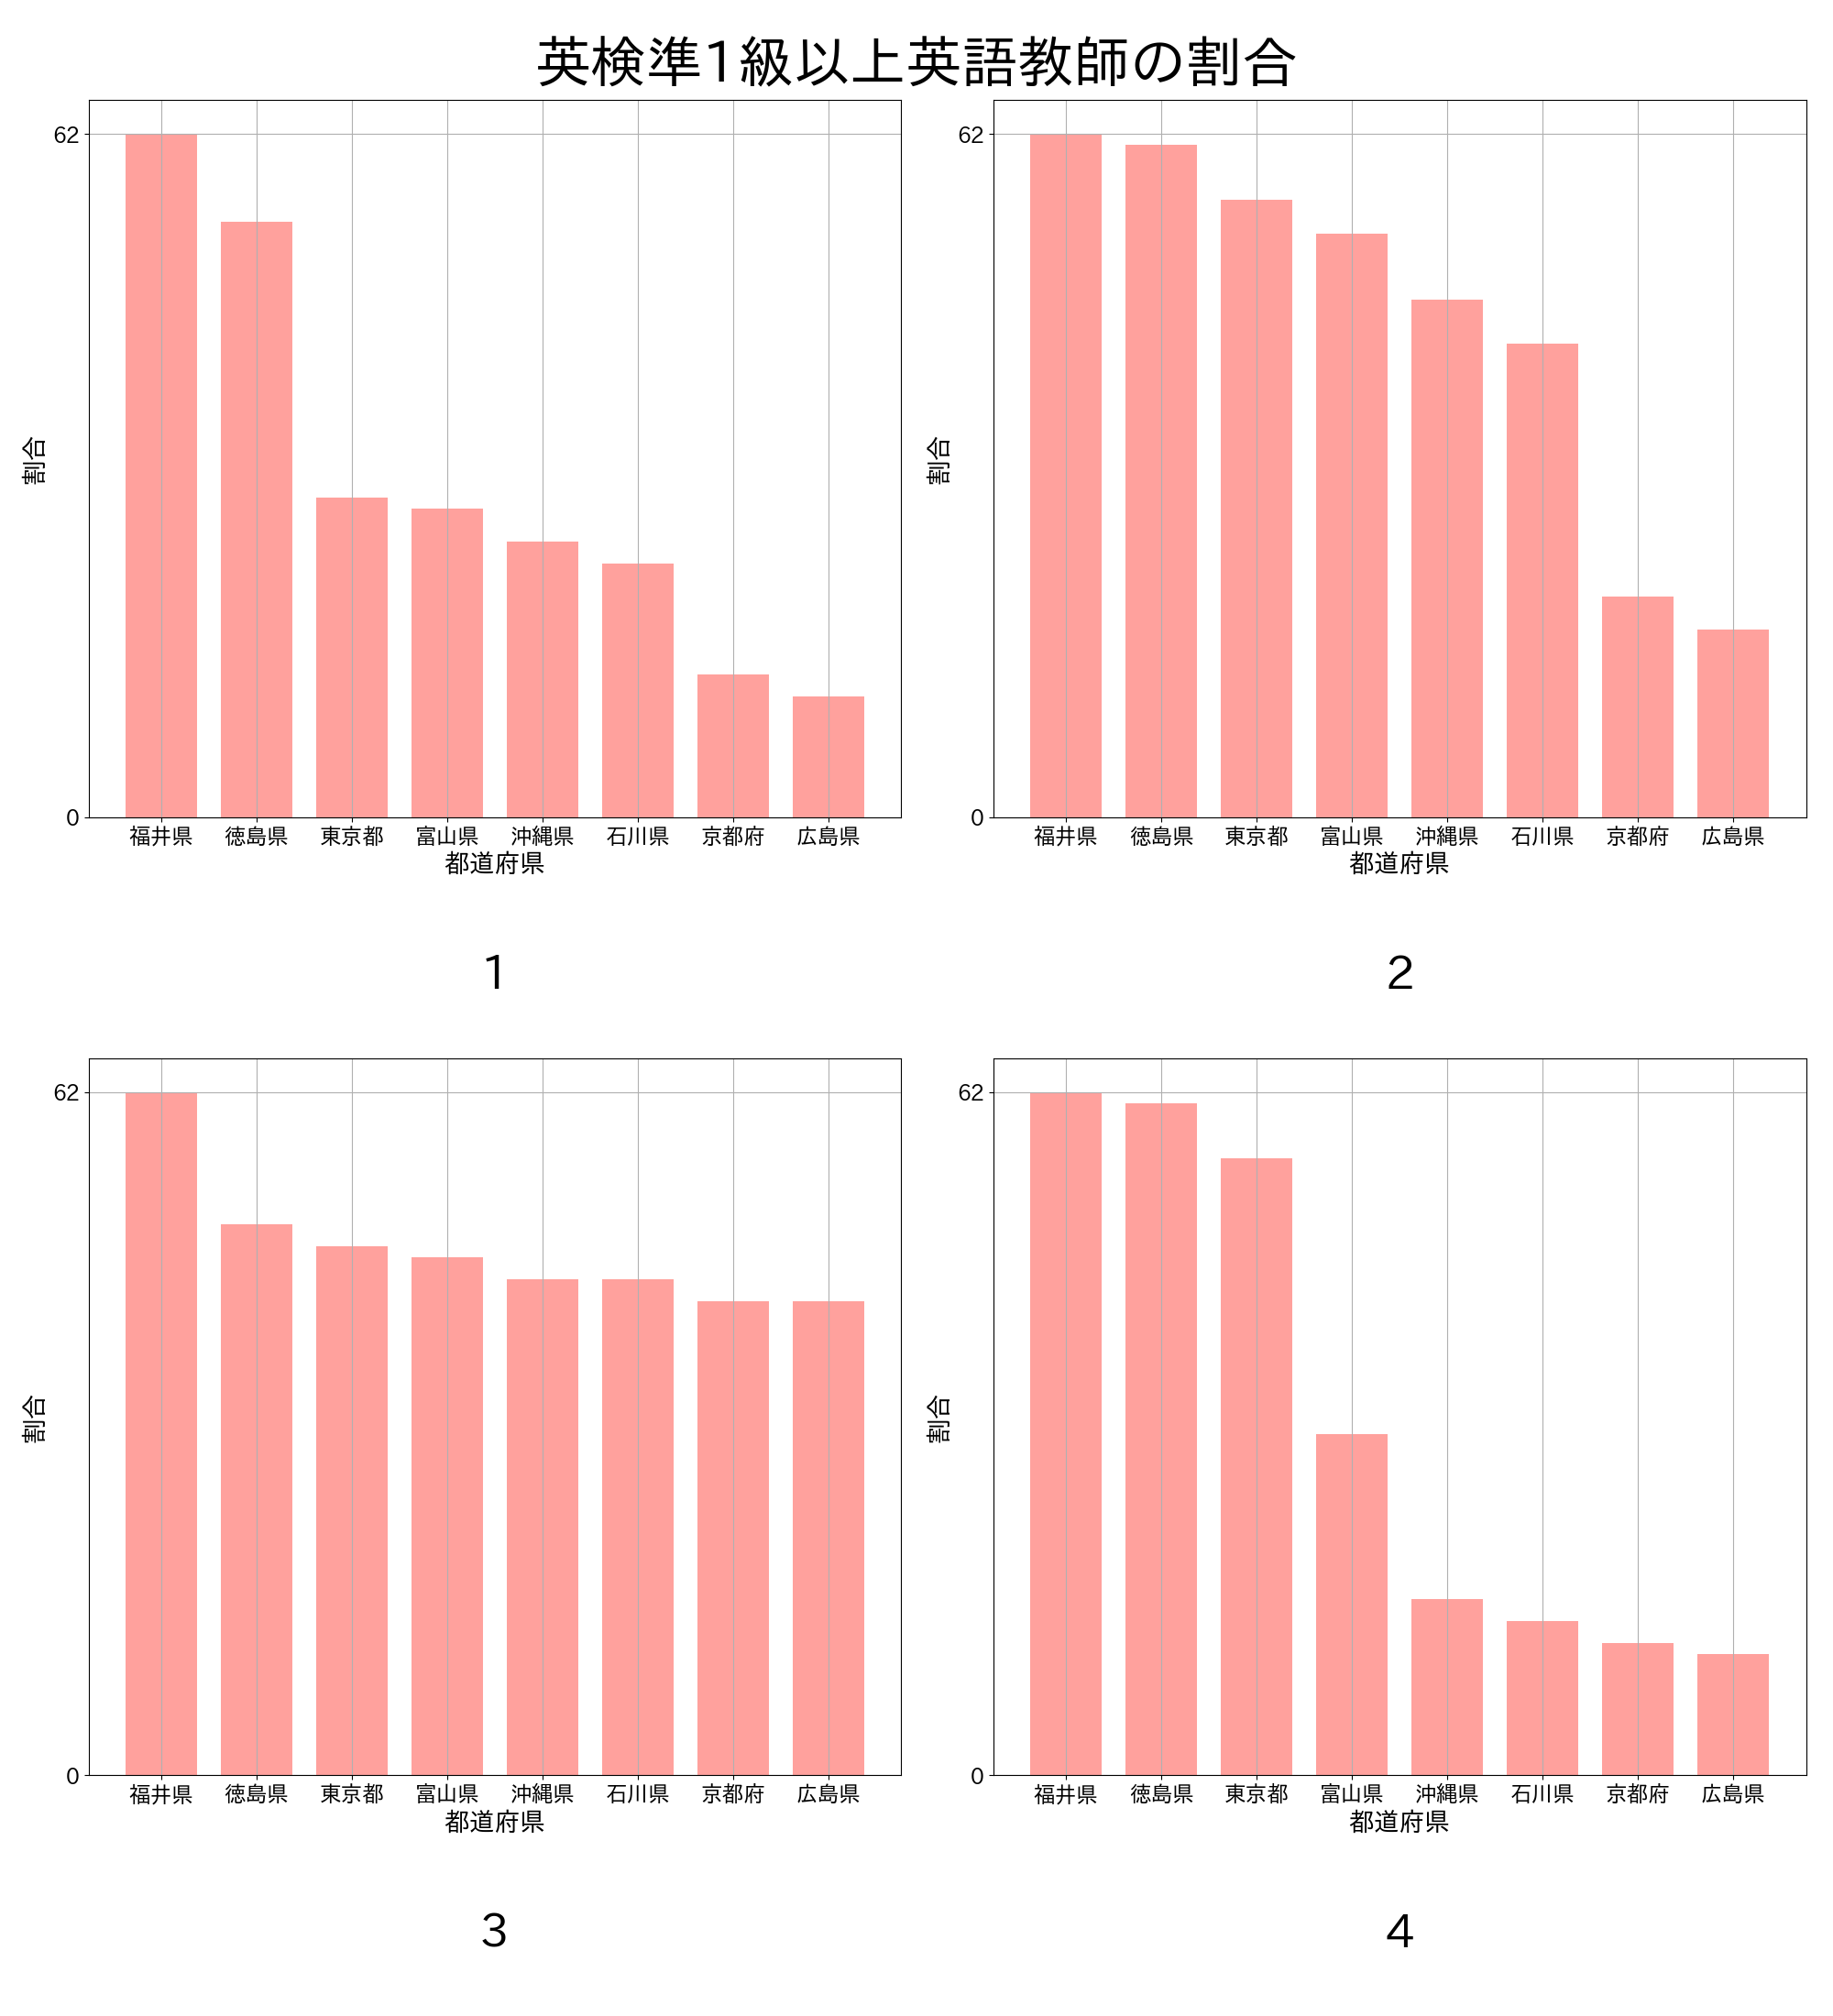 英検準1級以上英語教師の割合
62
0
割合
福井県 徳島県 東京都 富山県 沖縄県 石川県 京都府 広島県
都道府県
1
62
0
割合
福井県 徳島県 東京都 富山県 沖縄県 石川県 京都府 広島県
都道府県
2
62
0
割合
福井県 徳島県 東京都 富山県 沖縄県 石川県 京都府 広島県
都道府県
3
62
0
割合
福井県 徳島県 東京都 富山県 沖縄県 石川県 京都府 広島県
都道府県
4